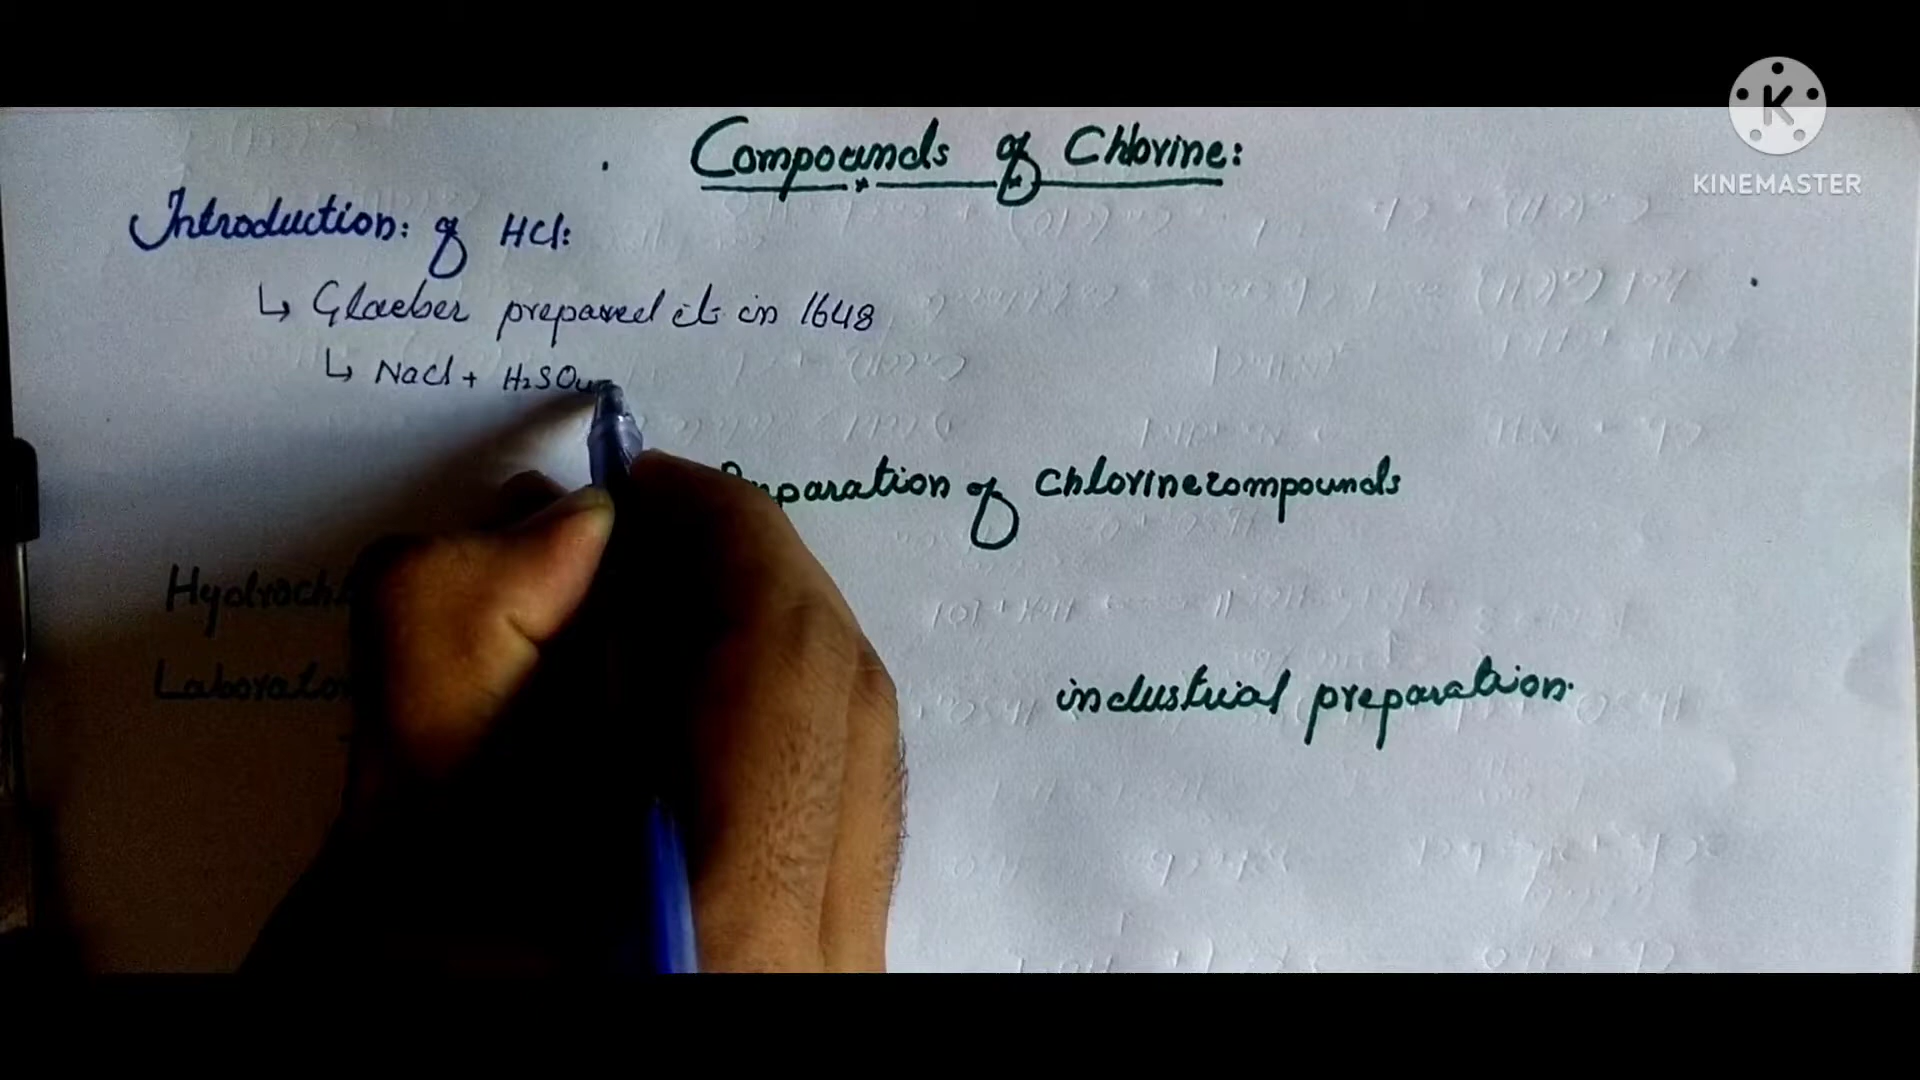 Compounds of Chlorine:
KINEMASTER
Introduction: of HCl:
↳ Glaeber prepared it in 1648
↳ NaCl + H₂SO₄
of chlorine compounds
industrial preparation.